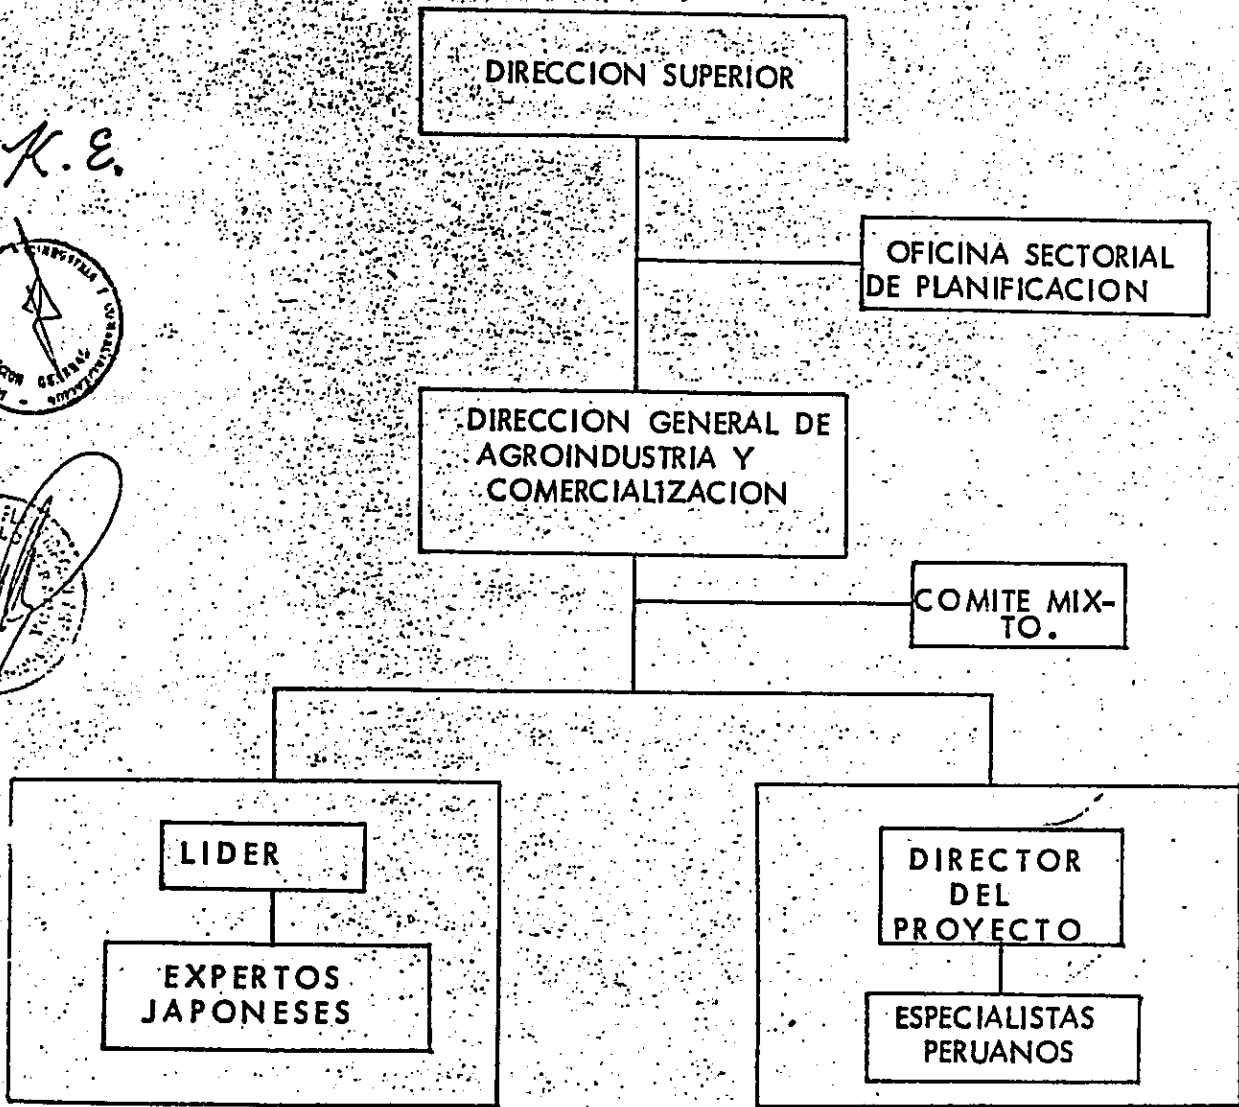 DIRECCION SUPERIOR
K. E.
OFICINA SECTORIAL
DE PLANIFICACION
DIRECCION GENERAL DE
AGROINDUSTRIA Y
COMERCIALIZACION
COMITE MIX-
TO.
LIDER
EXPERTOS
JAPONESES
DIRECTOR
DEL
PROYECTO
ESPECIALISTAS
PERUANOS